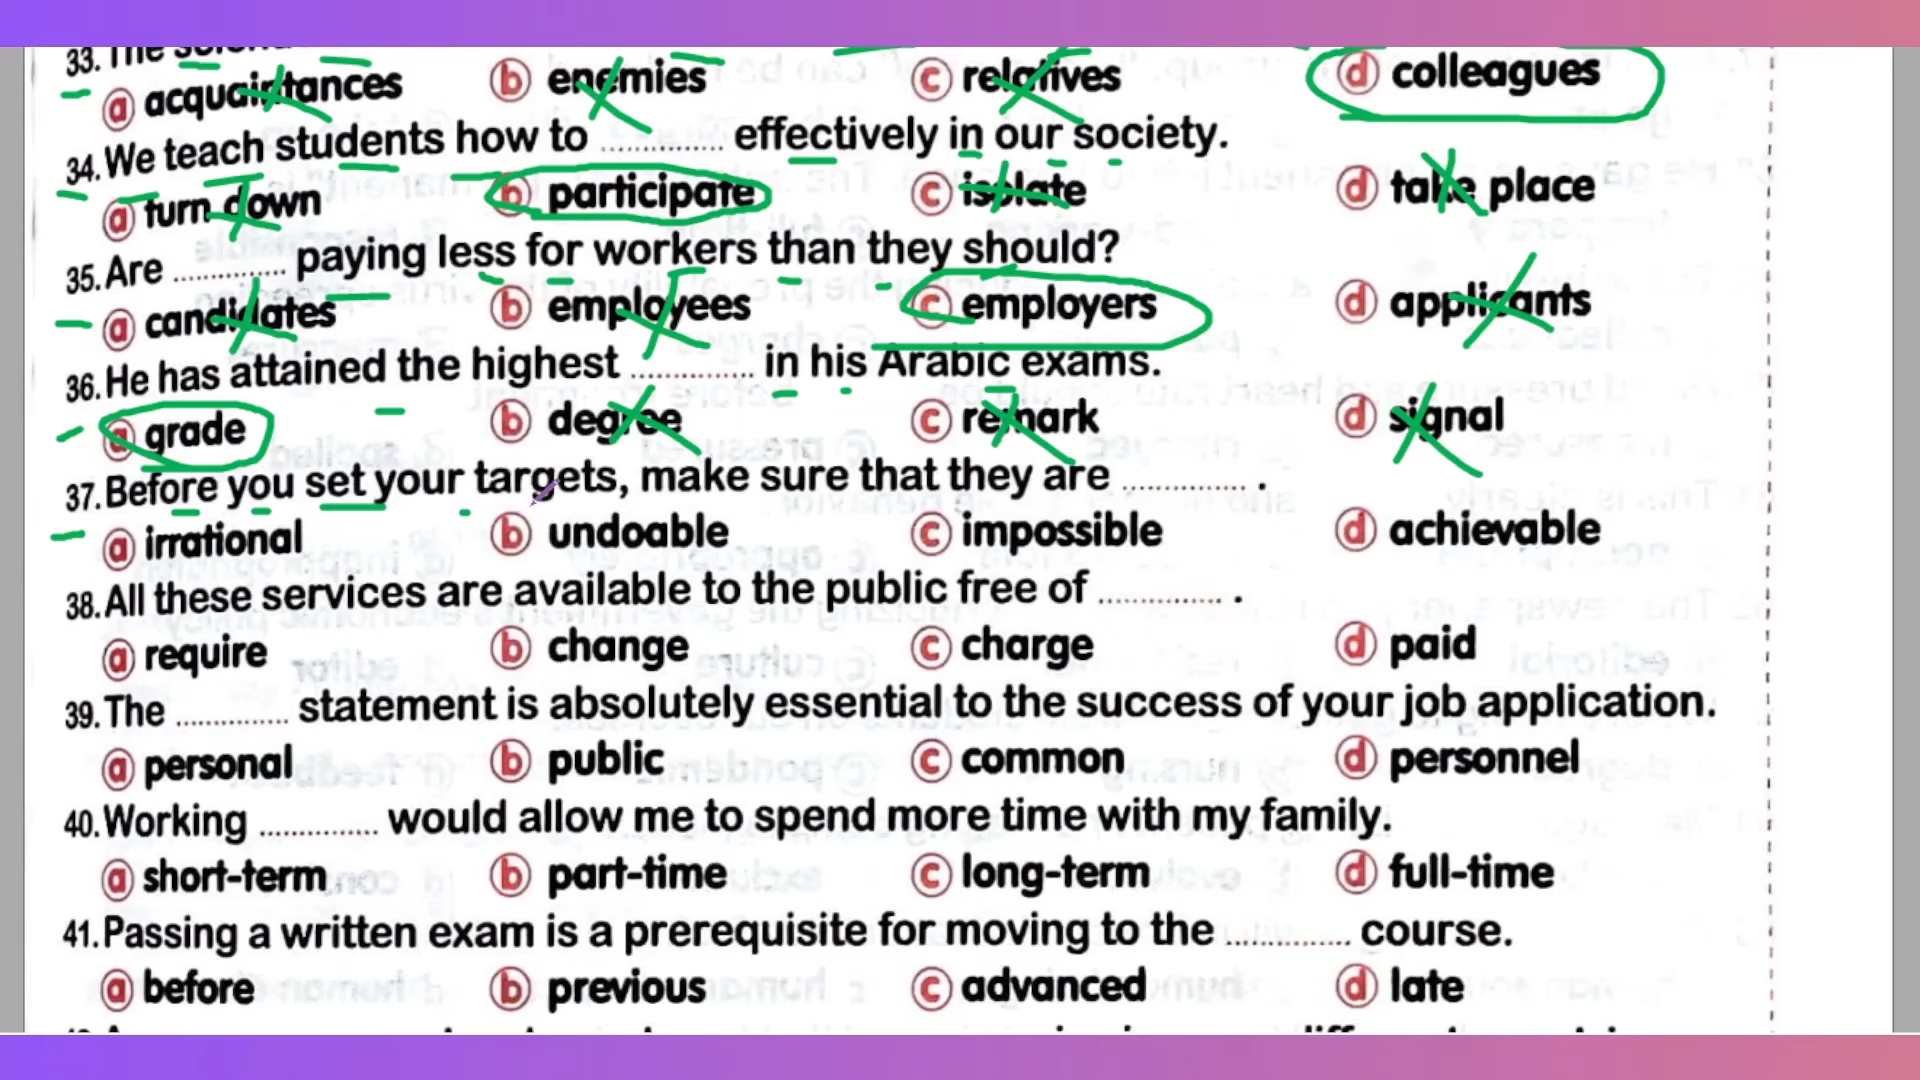 33. The
a acquaintances b enemies c relatives d colleagues
34. We teach students how to ............ effectively in our society.
a turn down b participate c isolate d take place
35. Are ............ paying less for workers than they should?
a candidates b employees c employers d applicants
36. He has attained the highest ............ in his Arabic exams.
a grade b degree c remark d signal
37. Before you set your targets, make sure that they are ............ .
a irrational b undoable c impossible d achievable
38. All these services are available to the public free of ............ .
a require b change c charge d paid
39. The ............ statement is absolutely essential to the success of your job application.
a personal b public c common d personnel
40. Working ............ would allow me to spend more time with my family.
a short-term b part-time c long-term d full-time
41. Passing a written exam is a prerequisite for moving to the ............ course.
a before b previous c advanced d late